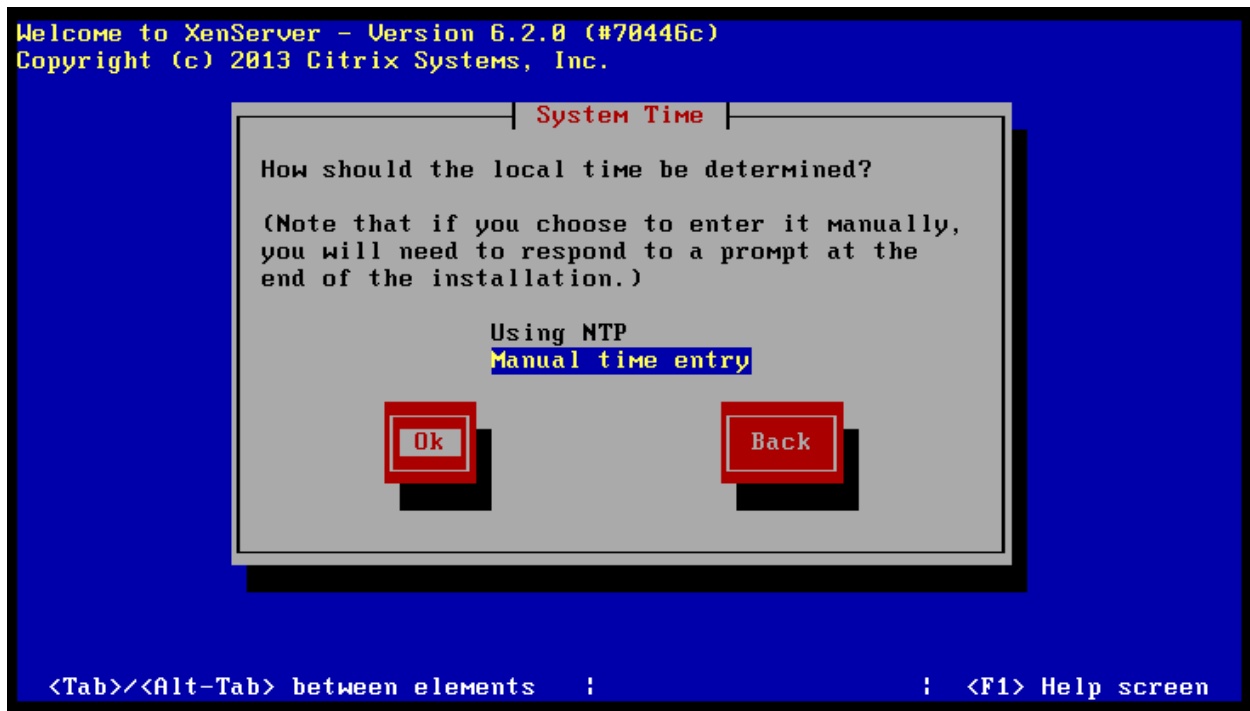 Welcome to XenServer - Version 6.2.0 (#70446c)
Copyright (c) 2013 Citrix Systems, Inc.
System Time
How should the local time be determined?
(Note that if you choose to enter it manually,
you will need to respond to a prompt at the
end of the installation.)
Using NTP
Manual time entry
Ok Back
<Tab>/<Alt-Tab> between elements ¦ ¦ <F1> Help screen